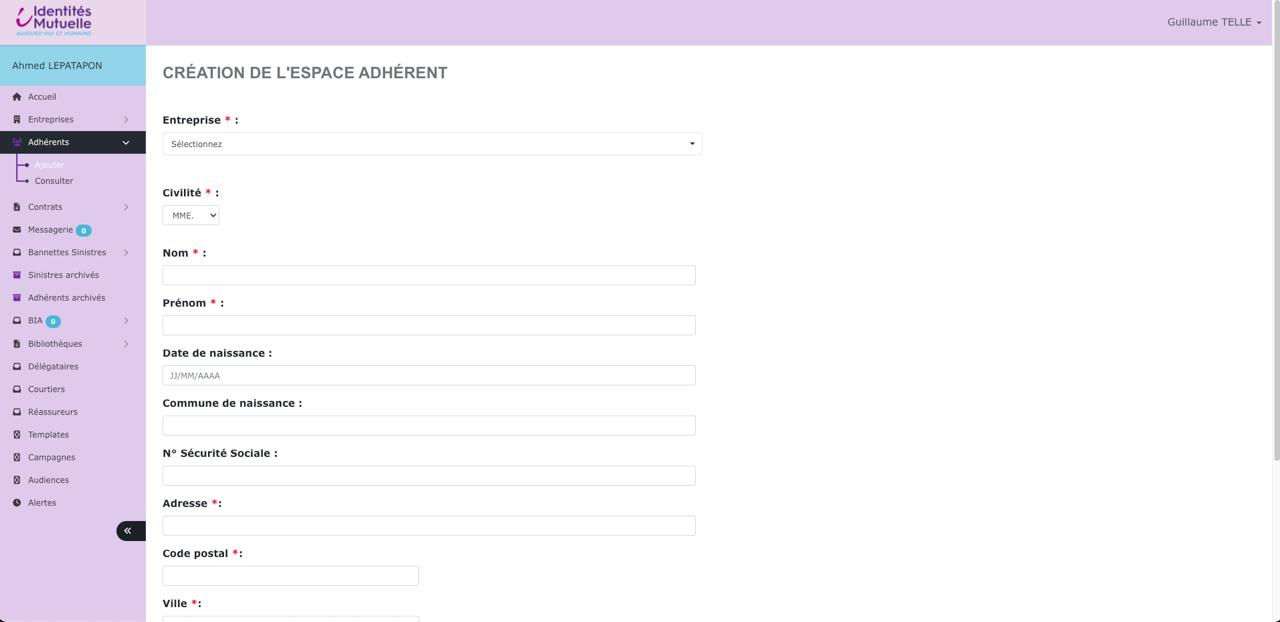 Identités
Mutuelle
AUJOURD'HUI ET HUMAINS
Guillaume TELLE
Ahmed LEPATAPON
Accueil
Entreprises
Adhérents
Ajouter
Consulter
Contrats
Messagerie 0
Bannettes Sinistres
Sinistres archivés
Adhérents archivés
BIA 0
Bibliothèques
Délégataires
Courtiers
Réassureurs
Templates
Campagnes
Audiences
Alertes
CRÉATION DE L'ESPACE ADHÉRENT
Entreprise * :
Sélectionnez
Civilité * :
MME.
Nom * :
Prénom * :
Date de naissance :
JJ/MM/AAAA
Commune de naissance :
N° Sécurité Sociale :
Adresse *:
Code postal *:
Ville *: